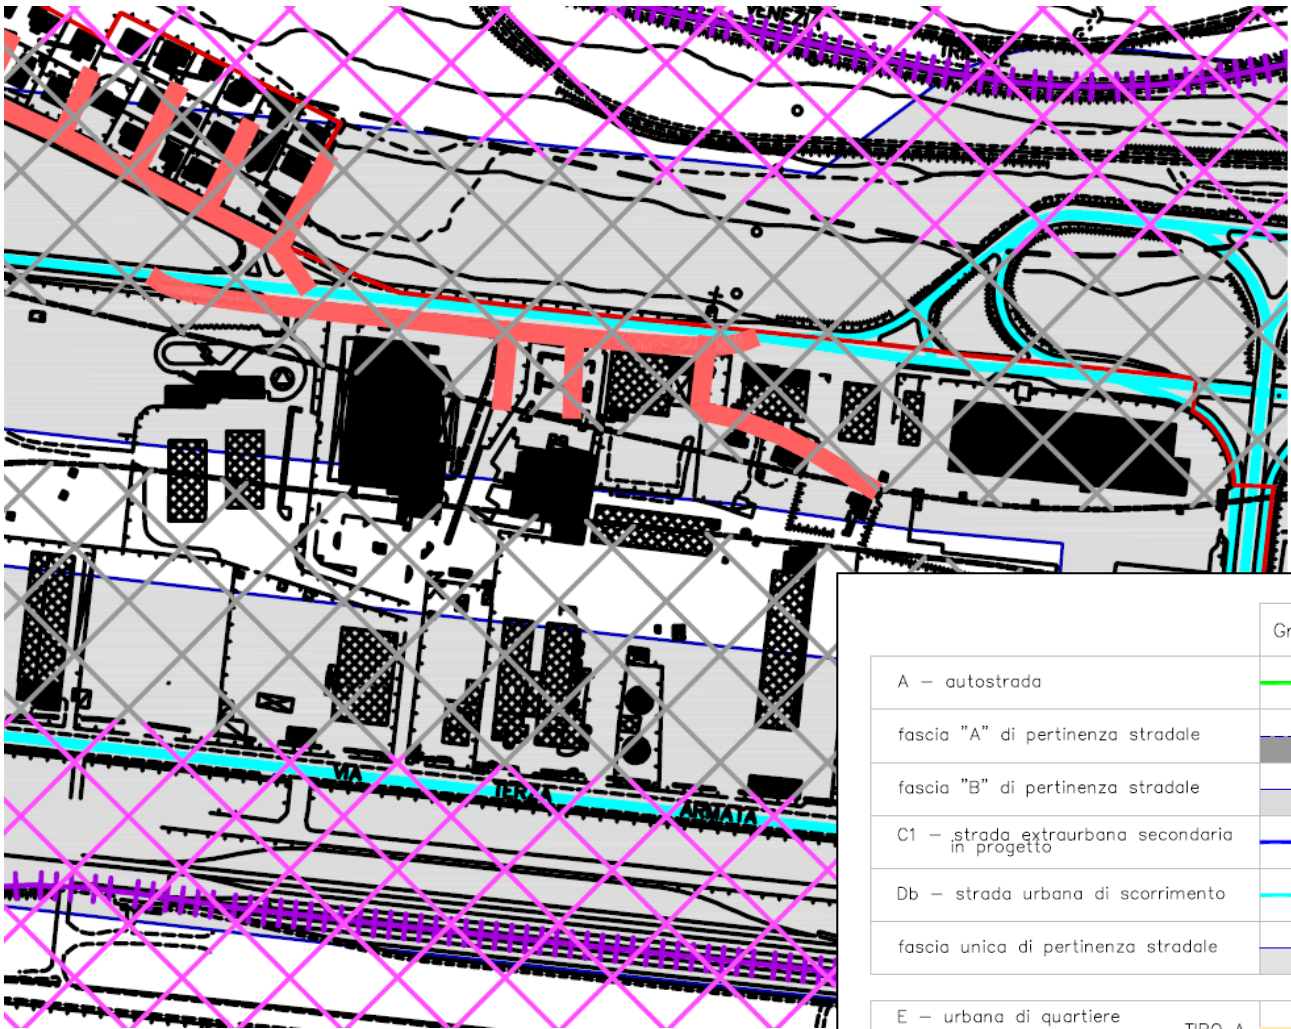 VENEZI
VIA TERZA ARMATA
Gr
A – autostrada
fascia "A" di pertinenza stradale
fascia "B" di pertinenza stradale
C1 – strada extraurbana secondaria
in progetto
Db – strada urbana di scorrimento
fascia unica di pertinenza stradale
E – urbana di quartiere
TIPO A